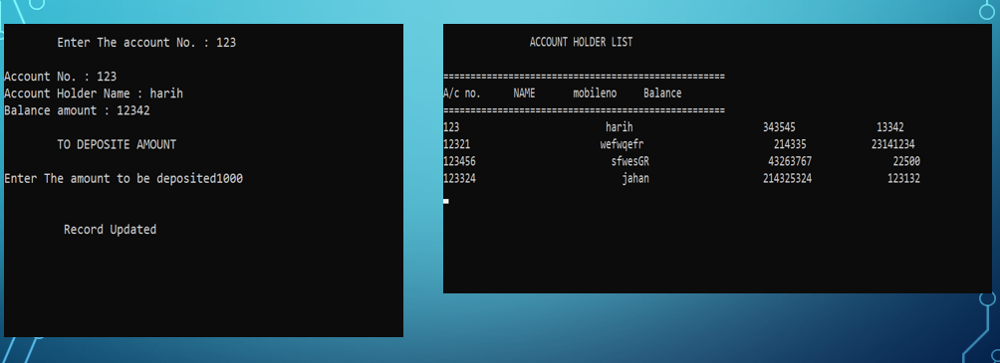 Enter The account No. : 123
Account No. : 123
Account Holder Name : harih
Balance amount : 12342
TO DEPOSITE AMOUNT
Enter The amount to be deposited1000
Record Updated
ACCOUNT HOLDER LIST
====================================================
A/c no. NAME mobileno Balance
====================================================
123 harih 343545 13342
12321 wefwqefr 214335 23141234
123456 sfwesGR 43263767 22500
123324 jahan 214325324 123132